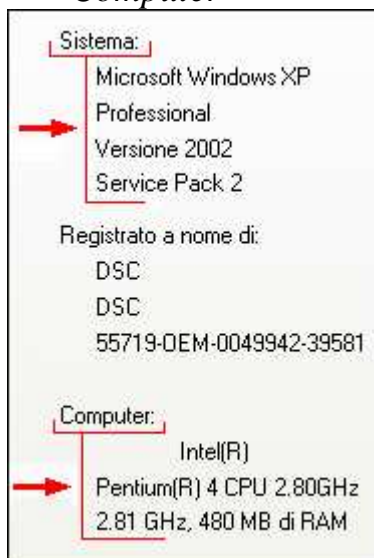 Sistema:
Microsoft Windows XP
Professional
Versione 2002
Service Pack 2
Registrato a nome di:
DSC
DSC
55719-OEM-0049942-39581
Computer:
Intel(R)
Pentium(R) 4 CPU 2.80GHz
2.81 GHz, 480 MB di RAM